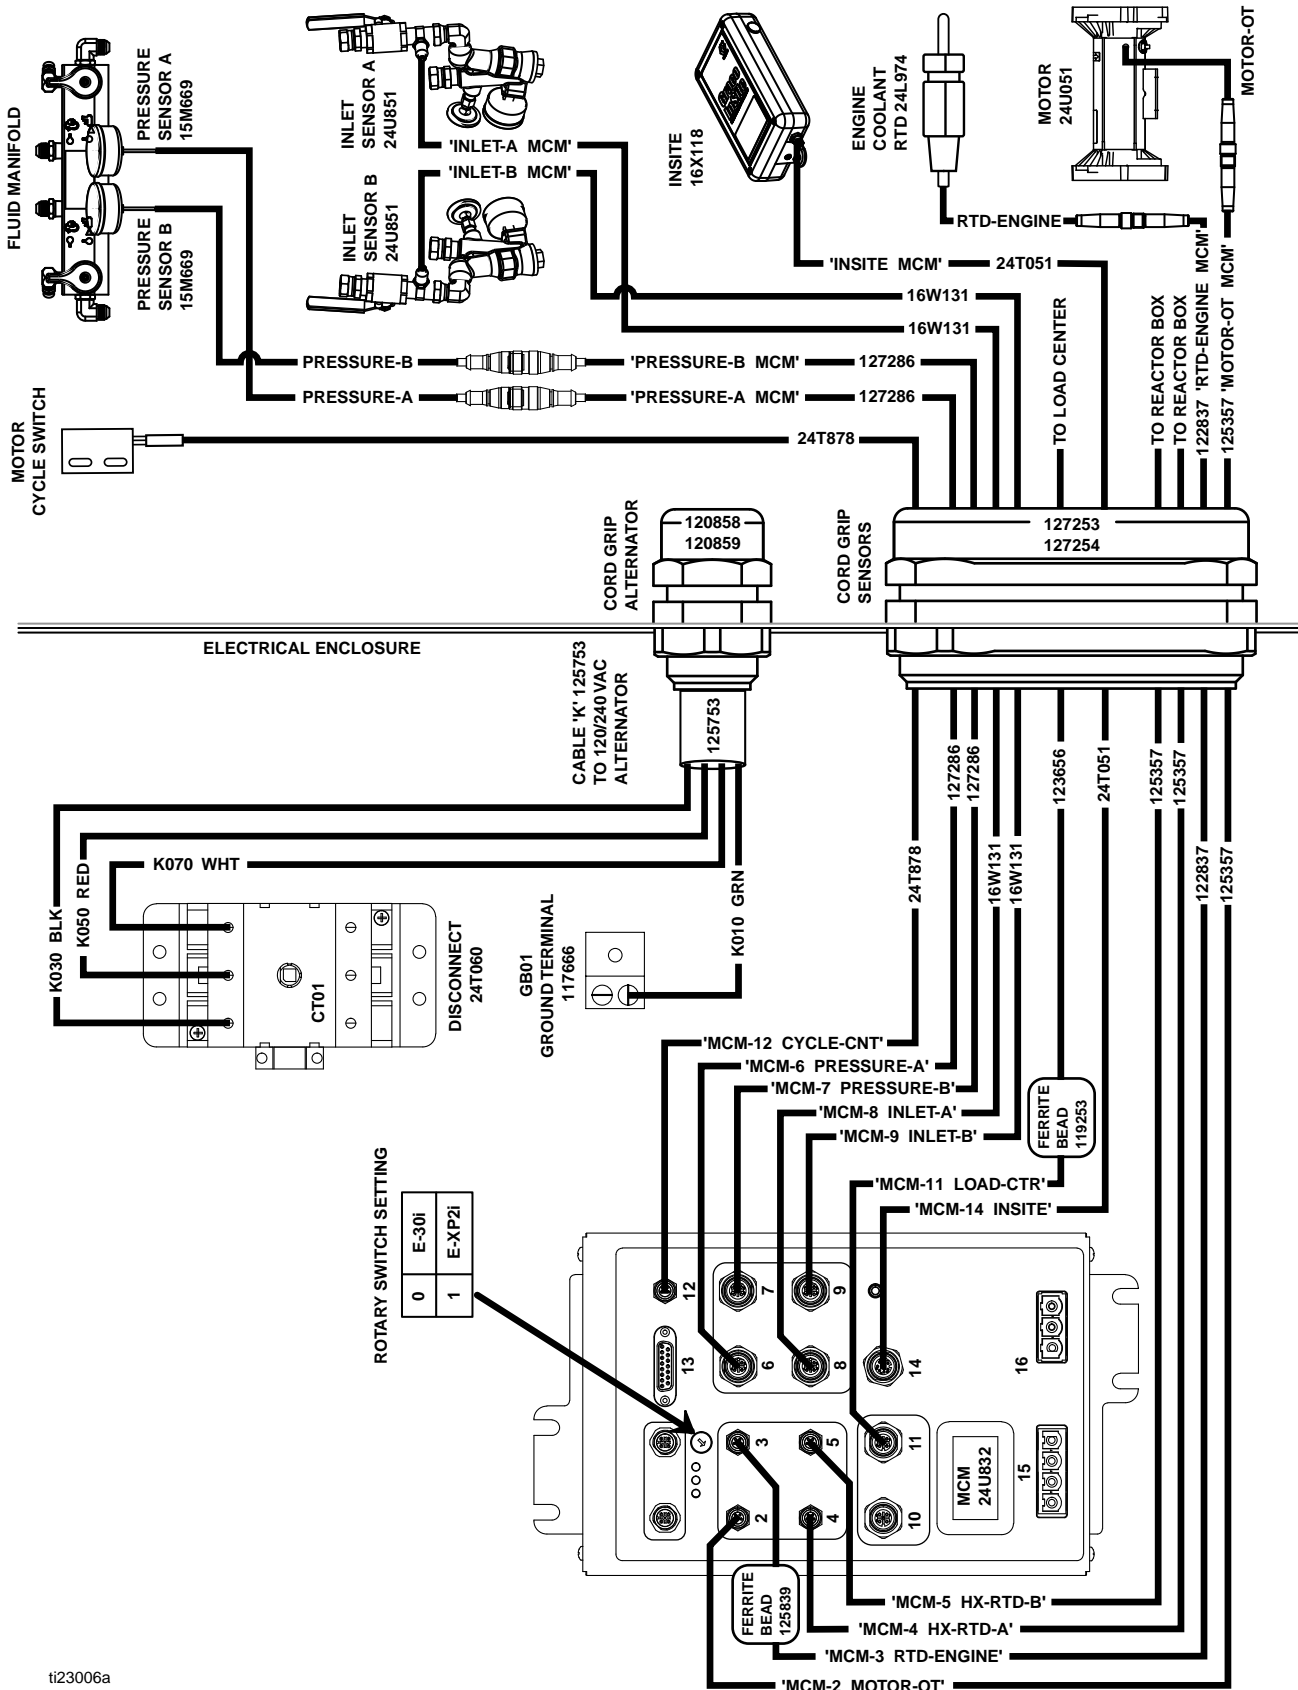 FLUID MANIFOLD
PRESSURE
SENSOR A
15M669
PRESSURE
SENSOR B
15M669
INLET
SENSOR A
24U851
INLET
SENSOR B
24U851
'INLET-A MCM'
'INLET-B MCM'
INSITE
16X118
ENGINE
COOLANT
RTD 24L974
MOTOR
24U051
MOTOR-OT
RTD-ENGINE
'INSITE MCM'
24T051
16W131
16W131
PRESSURE-B
'PRESSURE-B MCM'
127286
PRESSURE-A
'PRESSURE-A MCM'
127286
MOTOR
CYCLE SWITCH
24T878
TO LOAD CENTER
TO REACTOR BOX
TO REACTOR BOX
122837 'RTD-ENGINE MCM'
125357 'MOTOR-OT MCM'
CORD GRIP
ALTERNATOR
120858
120859
CORD GRIP
SENSORS
127253
127254
ELECTRICAL ENCLOSURE
CABLE 'K' 125753
TO 120/240 VAC
ALTERNATOR
125753
24T878
127286
127286
16W131
16W131
123656
24T051
125357
125357
122837
125357
K030 BLK
K050 RED
K070 WHT
K010 GRN
CT01
DISCONNECT
24T060
GB01
GROUND TERMINAL
117666
'MCM-12 CYCLE-CNT'
'MCM-6 PRESSURE-A'
'MCM-7 PRESSURE-B'
'MCM-8 INLET-A'
'MCM-9 INLET-B'
FERRITE
BEAD
119253
'MCM-11 LOAD-CTR'
'MCM-14 INSITE'
ROTARY SWITCH SETTING
0 E-30i
1 E-XP2i
12
13
7
9
6
8
14
16
3
5
11
2
4
10
15
MCM
24U832
FERRITE
BEAD
125839
'MCM-5 HX-RTD-B'
'MCM-4 HX-RTD-A'
'MCM-3 RTD-ENGINE'
'MCM-2 MOTOR-OT'
ti23006a